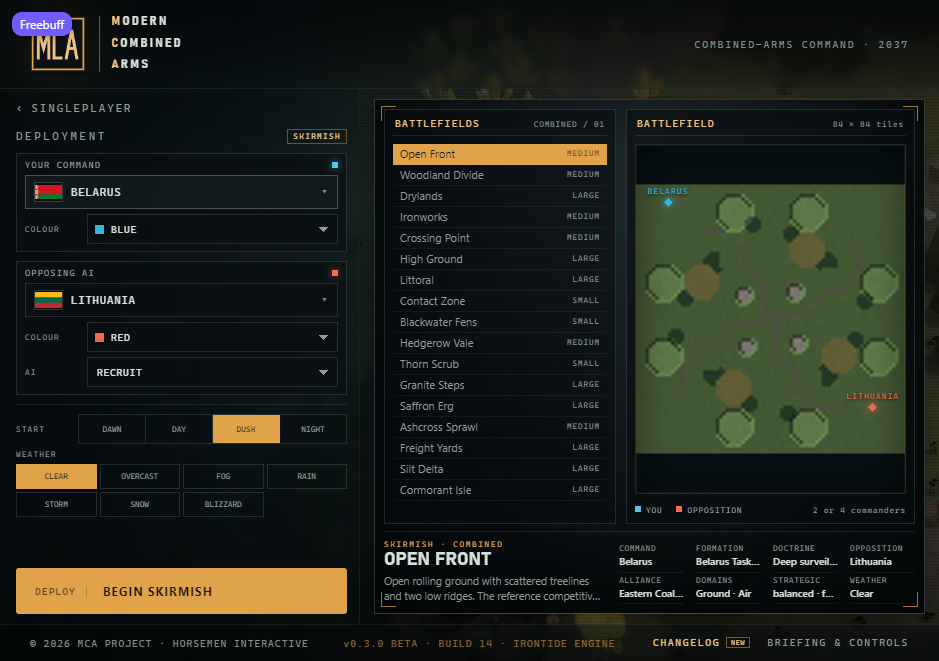 Freebuff
MLA
MODERN
COMBINED
ARMS
COMBINED-ARMS COMMAND · 2037
‹ SINGLEPLAYER
DEPLOYMENT
SKIRMISH
YOUR COMMAND
BELARUS
COLOUR
BLUE
OPPOSING AI
LITHUANIA
COLOUR
RED
AI
RECRUIT
START
DAWN
DAY
DUSK
NIGHT
WEATHER
CLEAR
OVERCAST
FOG
RAIN
STORM
SNOW
BLIZZARD
DEPLOY
BEGIN SKIRMISH
BATTLEFIELDS
COMBINED / 01
Open Front MEDIUM
Woodland Divide MEDIUM
Drylands LARGE
Ironworks MEDIUM
Crossing Point MEDIUM
High Ground LARGE
Littoral LARGE
Contact Zone SMALL
Blackwater Fens SMALL
Hedgerow Vale MEDIUM
Thorn Scrub SMALL
Granite Steps LARGE
Saffron Erg LARGE
Ashcross Sprawl MEDIUM
Freight Yards LARGE
Silt Delta LARGE
Cormorant Isle LARGE
BATTLEFIELD
84 × 84 tiles
BELARUS
LITHUANIA
YOU
OPPOSITION
2 or 4 commanders
SKIRMISH · COMBINED
OPEN FRONT
Open rolling ground with scattered treelines
and two low ridges. The reference competitiv...
COMMAND
Belarus
FORMATION
Belarus Task...
DOCTRINE
Deep surveil...
OPPOSITION
Lithuania
ALLIANCE
Eastern Coal...
DOMAINS
Ground · Air
STRATEGIC
balanced · f...
WEATHER
Clear
© 2026 MCA PROJECT · HORSEMEN INTERACTIVE
v0.3.0 BETA · BUILD 14 · IRONTIDE ENGINE
CHANGELOG NEW
BRIEFING & CONTROLS